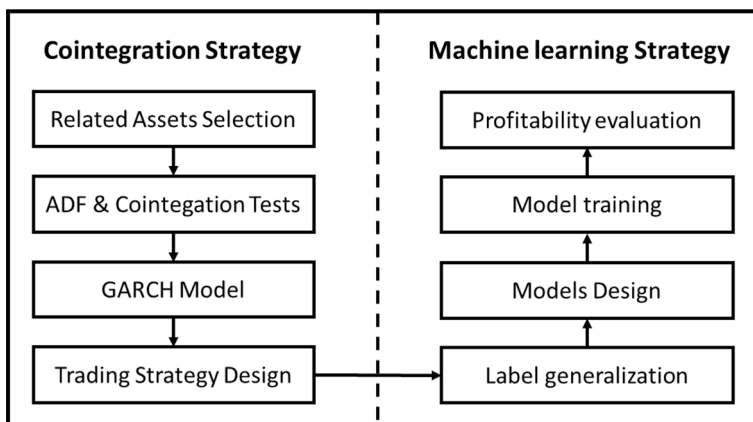 Cointegration Strategy
Related Assets Selection
ADF & Cointegation Tests
GARCH Model
Trading Strategy Design
Machine learning Strategy
Profitability evaluation
Model training
Models Design
Label generalization